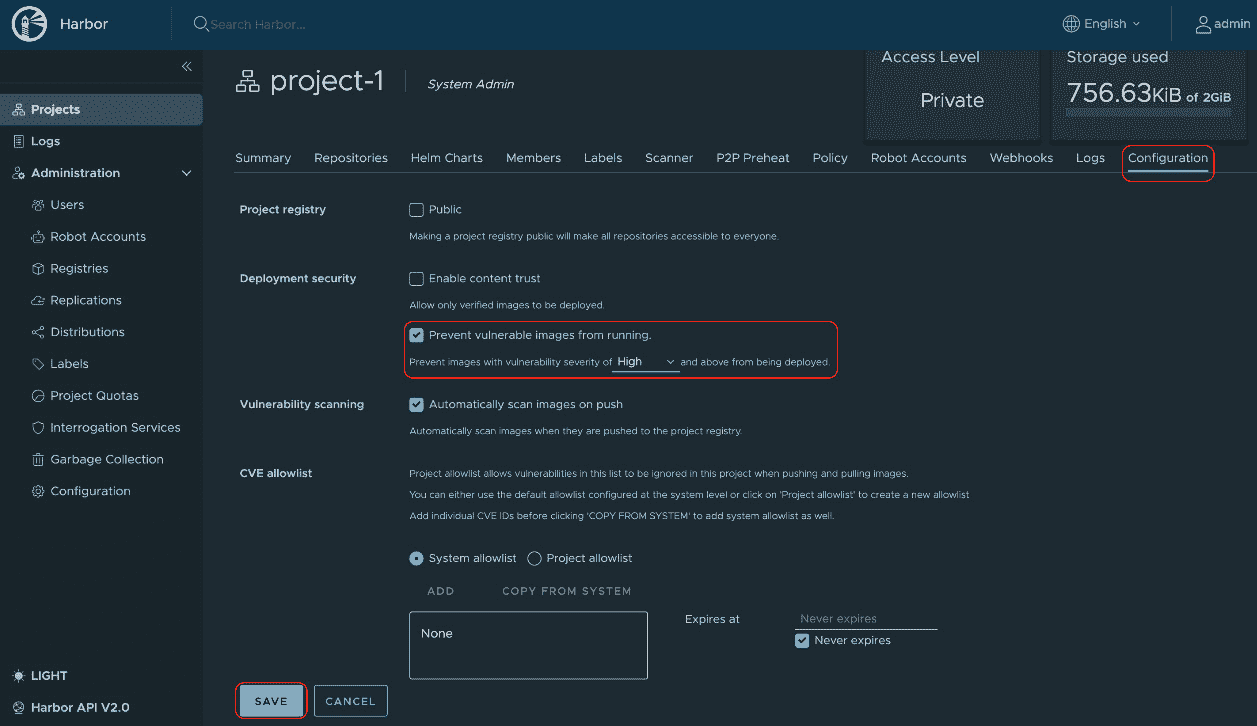 Harbor
Search Harbor...
English
admin
Projects
Logs
Administration
Users
Robot Accounts
Registries
Replications
Distributions
Labels
Project Quotas
Interrogation Services
Garbage Collection
Configuration
LIGHT
Harbor API V2.0
project-1
System Admin
Access Level
Private
Storage used
756.63KiB of 2GiB
Summary Repositories Helm Charts Members Labels Scanner P2P Preheat Policy Robot Accounts Webhooks Logs Configuration
Project registry
Public
Making a project registry public will make all repositories accessible to everyone.
Deployment security
Enable content trust
Allow only verified images to be deployed.
Prevent vulnerable images from running.
Prevent images with vulnerability severity of High and above from being deployed.
Vulnerability scanning
Automatically scan images on push
Automatically scan images when they are pushed to the project registry.
CVE allowlist
Project allowlist allows vulnerabilities in this list to be ignored in this project when pushing and pulling images.
You can either use the default allowlist configured at the system level or click on 'Project allowlist' to create a new allowlist
Add individual CVE IDs before clicking 'COPY FROM SYSTEM' to add system allowlist as well.
System allowlist Project allowlist
ADD COPY FROM SYSTEM
None
Expires at
Never expires
Never expires
SAVE CANCEL